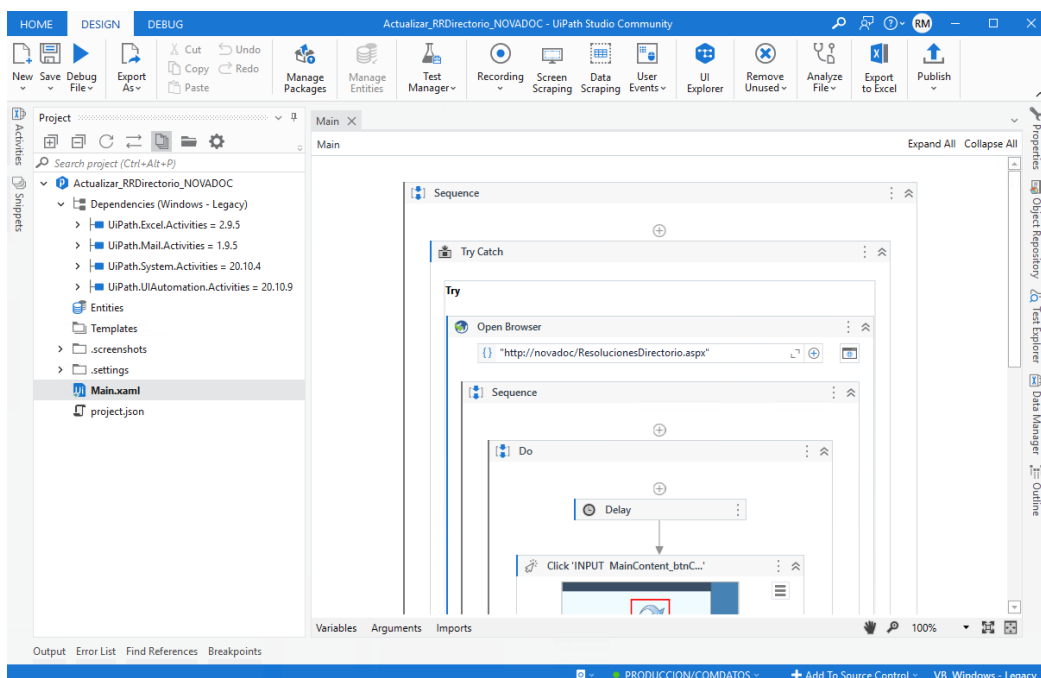 HOME DESIGN DEBUG Actualizar_RRDirectorio_NOVADOC - UiPath Studio Community RM
New Save Debug File Export As Cut Copy Paste Undo Redo Manage Packages Manage Entities Test Manager Recording Screen Scraping Data Scraping User Events UI Explorer Remove Unused Analyze File Export to Excel Publish
Activities
Snippets
Project
Search project (Ctrl+Alt+P)
Actualizar_RRDirectorio_NOVADOC
Dependencies (Windows - Legacy)
UiPath.Excel.Activities = 2.9.5
UiPath.Mail.Activities = 1.9.5
UiPath.System.Activities = 20.10.4
UiPath.UIAutomation.Activities = 20.10.9
Entities
Templates
.screenshots
.settings
Main.xaml
project.json
Main
Main Expand All Collapse All
Sequence
Try Catch
Try
Open Browser
"http://novadoc/ResolucionesDirectorio.aspx"
Sequence
Do
Delay
Click 'INPUT MainContent_btnC...'
Properties
Object Repository
Test Explorer
Data Manager
Outline
Variables Arguments Imports 100%
Output Error List Find References Breakpoints
PRODUCCION/COMDATOS Add To Source Control VB Windows - Legacy